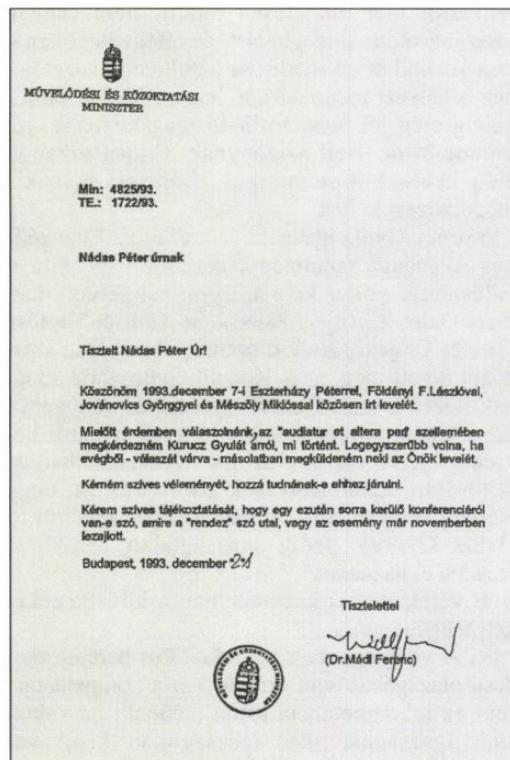 MŰVELŐDÉSI ÉS KÖZOKTATÁSI
MINISZTER
Min: 4825/93.
TE.: 1722/93.
Nádas Péter úrnak
Tisztelt Nádas Péter Úr!
Köszönöm 1993.december 7-i Eszterházy Péterrel, Földényi F.Lászlóval,
Jovánovics Györggyel és Mészöly Miklóssal közösen írt levelét.
Mielőtt érdemben válaszolnánk,az "audiatur et altera pars" szellemében
megkérdezném Kurucz Gyulát arról, mi történt. Legegyszerűbb volna, ha
evégből - válaszát várva - másolatban megküldeném neki az Önök levelét.
Kérném szíves véleményét, hozzá tudnának-e ehhez járulni.
Kérem szíves tájékoztatását, hogy egy ezután sorra kerülő konferenciáról
van-e szó, amire a "rendez" szó utal, vagy az esemény már novemberben
lezajlott.
Budapest, 1993. december 21
Tisztelettel
(Dr.Mádl Ferenc)